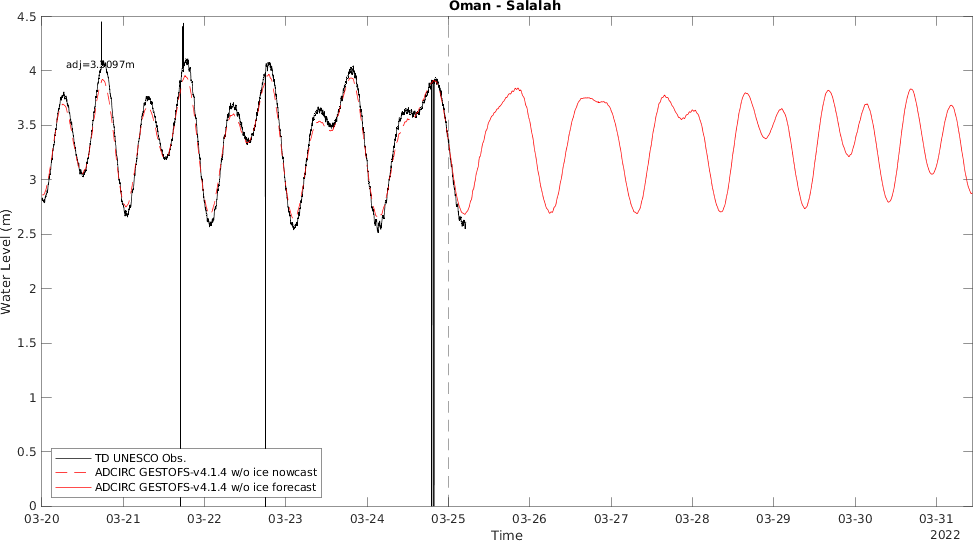 Oman - Salalah
4.5
4
3.5
3
2.5
2
1.5
1
0.5
0
Water Level (m)
TD UNESCO Obs.
ADCIRC GESTOFS-v4.1.4 w/o ice nowcast
ADCIRC GESTOFS-v4.1.4 w/o ice forecast
03-20 03-21 03-22 03-23 03-24 03-25 03-26 03-27 03-28 03-29 03-30 03-31
Time
2022